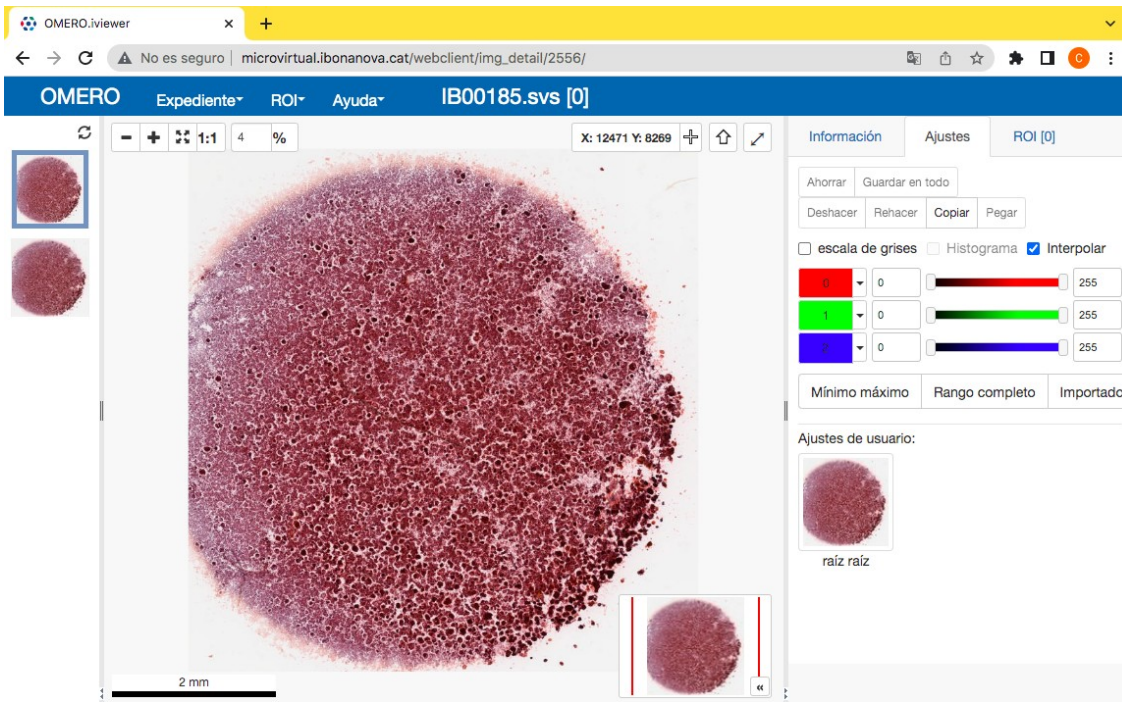 OMERO.iviewer
No es seguro | microvirtual.ibonanova.cat/webclient/img_detail/2556/
C
OMERO Expediente ROI Ayuda IB00185.svs [0]
1:1 4 % X: 12471 Y: 8269
Información Ajustes ROI [0]
Ahorrar Guardar en todo
Deshacer Rehacer Copiar Pegar
escala de grises Histograma Interpolar
0 0 255
1 0 255
2 0 255
Mínimo máximo Rango completo Importado
Ajustes de usuario:
raíz raíz
2 mm